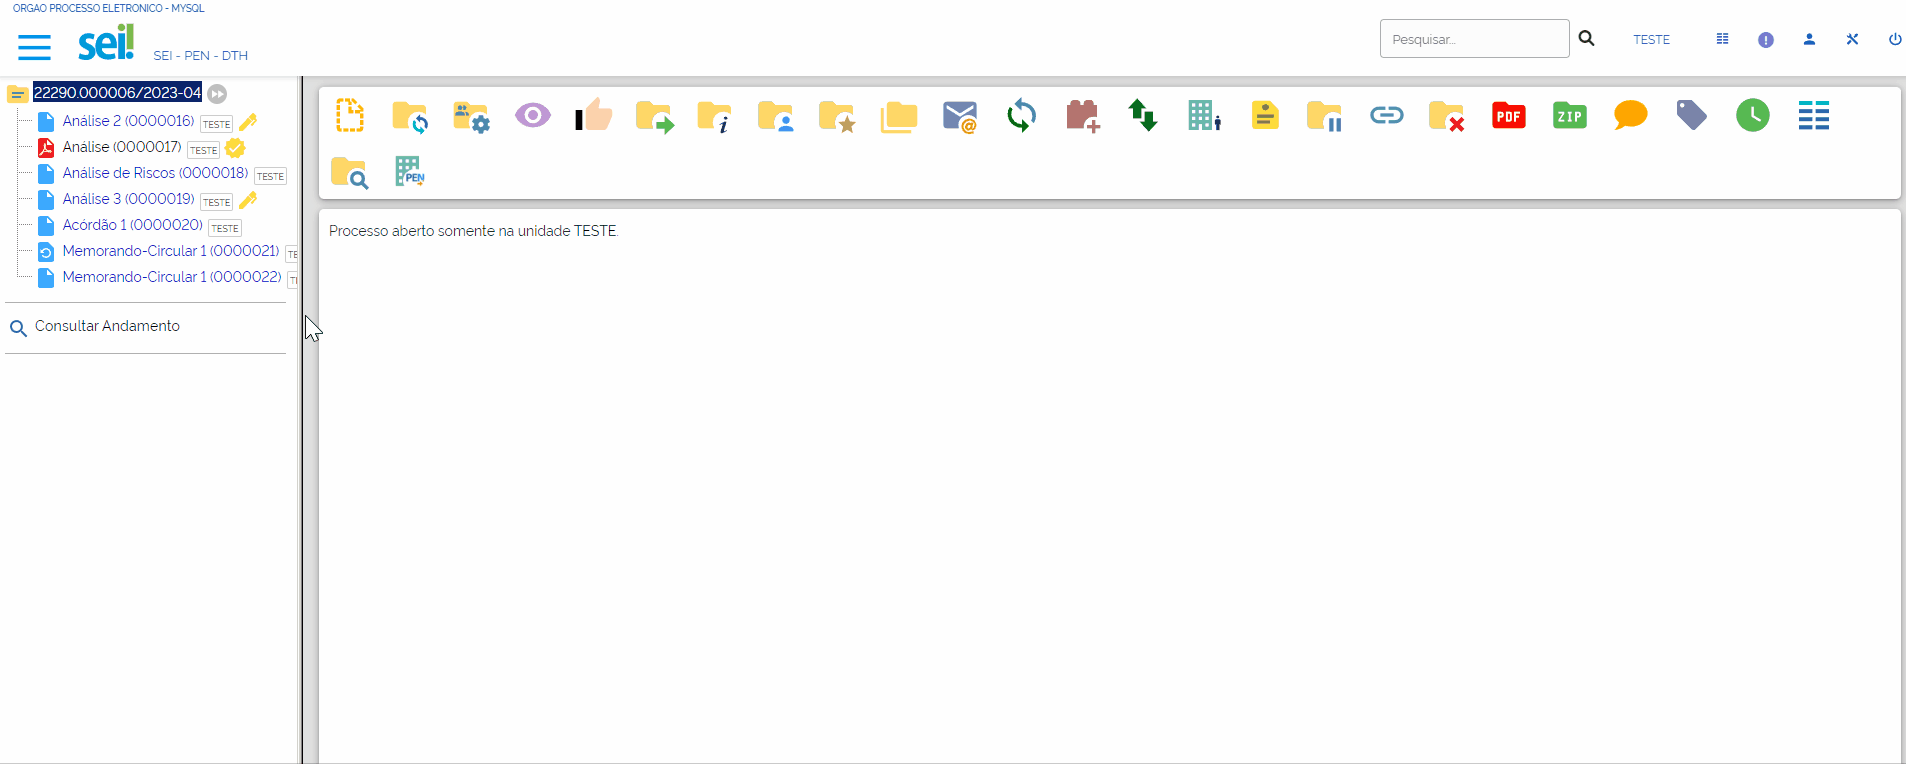 ORGAO PROCESSO ELETRONICO - MYSQL
sei!
SEI - PEN - DTH
Pesquisar...
TESTE
22290.000006/2023-04
Análise 2 (0000016) TESTE
Análise (0000017) TESTE
Análise de Riscos (0000018) TESTE
Análise 3 (0000019) TESTE
Acórdão 1 (0000020) TESTE
Memorando-Circular 1 (0000021) TE
Memorando-Circular 1 (0000022)
Consultar Andamento
i
@
PDF
ZIP
PEN
Processo aberto somente na unidade TESTE.